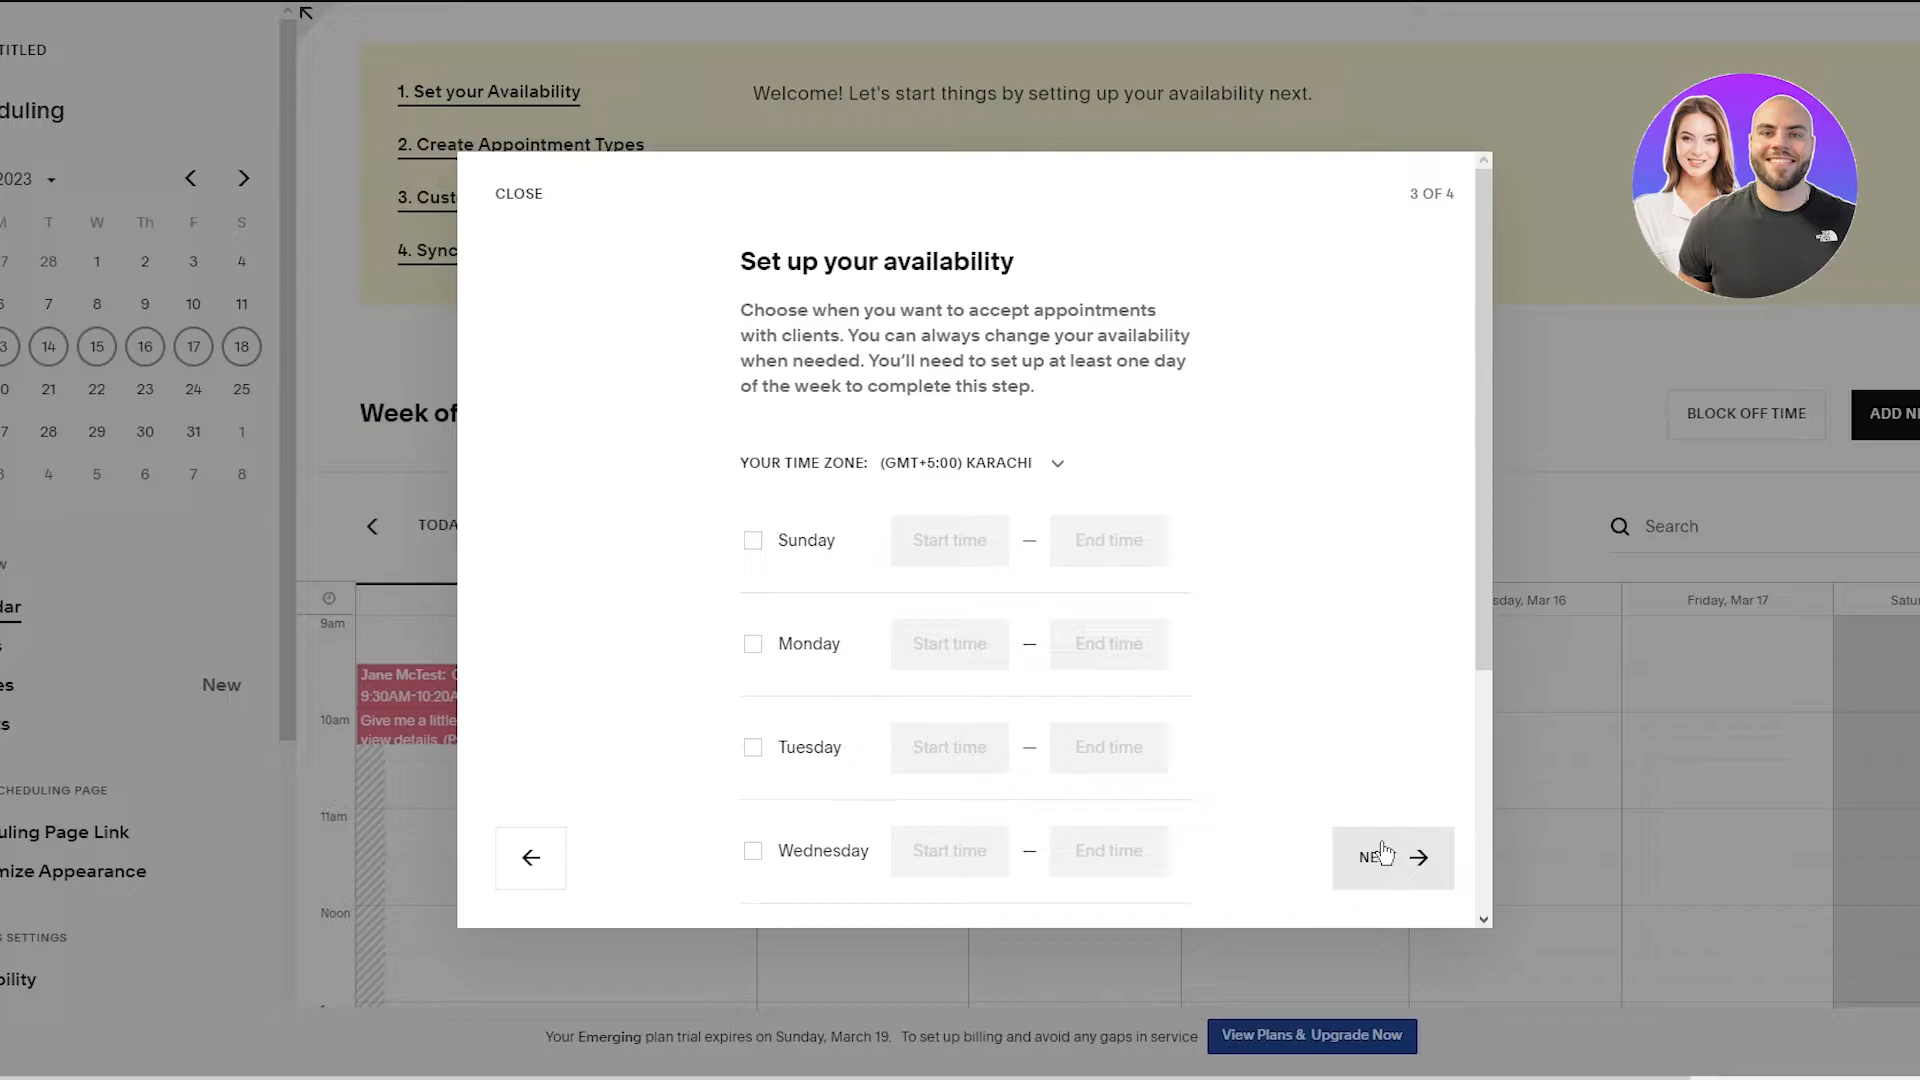 TITLED
duling
2023
M T W Th F S
7 28 1 2 3 4
6 7 8 9 10 11
3 14 15 16 17 18
0 21 22 23 24 25
7 28 29 30 31 1
3 4 5 6 7 8
w
dar
s
es New
ts
CHEDULING PAGE
uling Page Link
mize Appearance
S SETTINGS
bility
1. Set your Availability
Welcome! Let's start things by setting up your availability next.
2. Create Appointment Types
3. Cust
4. Sync
Week of
BLOCK OFF TIME
ADD NE
TODA
Search
sday, Mar 16
Friday, Mar 17
Satu
9am
Jane McTest:
9:30AM-10:20A
10am
Give me a little
view details (P
11am
Noon
CLOSE
3 OF 4
Set up your availability
Choose when you want to accept appointments
with clients. You can always change your availability
when needed. You’ll need to set up at least one day
of the week to complete this step.
YOUR TIME ZONE: (GMT+5:00) KARACHI
Sunday Start time — End time
Monday Start time — End time
Tuesday Start time — End time
Wednesday Start time — End time
NE
Your Emerging plan trial expires on Sunday, March 19. To set up billing and avoid any gaps in service
View Plans & Upgrade Now